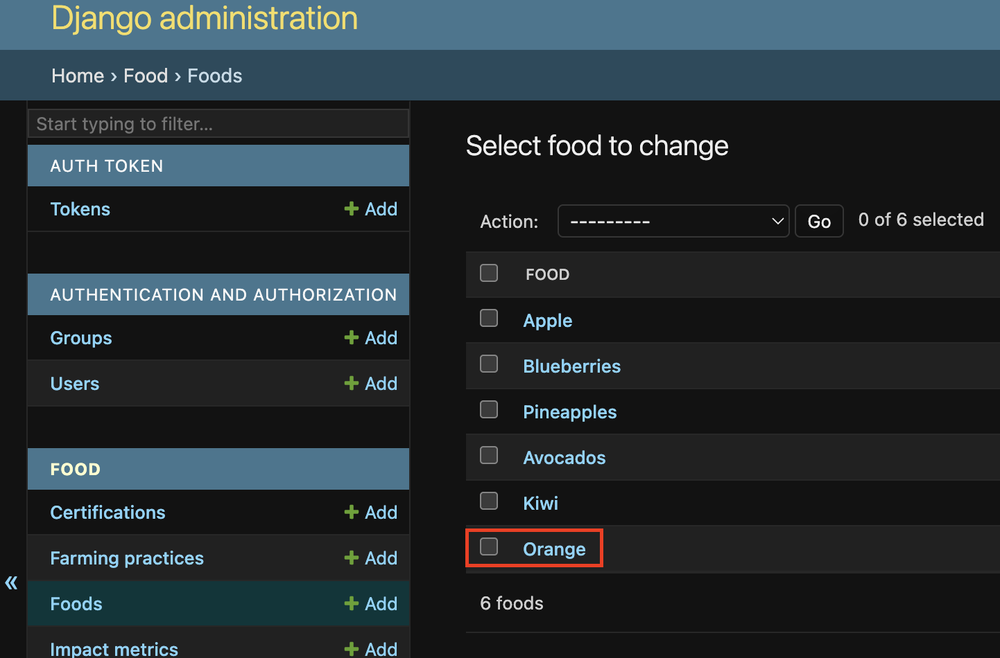 Django administration
Home › Food › Foods
Start typing to filter...
AUTH TOKEN
Tokens + Add
AUTHENTICATION AND AUTHORIZATION
Groups + Add
Users + Add
FOOD
Certifications + Add
Farming practices + Add
Foods + Add
Impact metrics + Add
«
Select food to change
Action: --------- Go 0 of 6 selected
FOOD
Apple
Blueberries
Pineapples
Avocados
Kiwi
Orange
6 foods